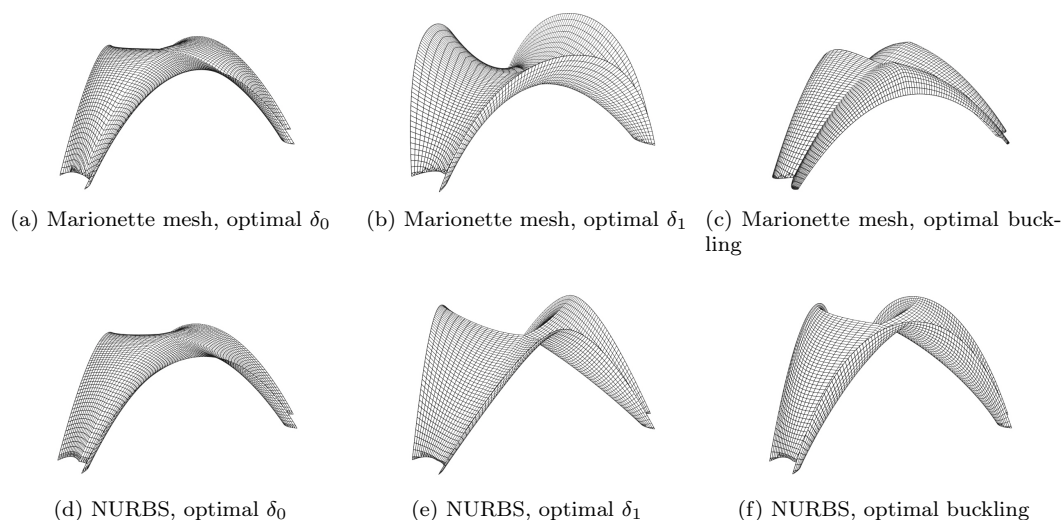 (a) Marionette mesh, optimal δ₀
(b) Marionette mesh, optimal δ₁
(c) Marionette mesh, optimal buck-
ling
(d) NURBS, optimal δ₀
(e) NURBS, optimal δ₁
(f) NURBS, optimal buckling